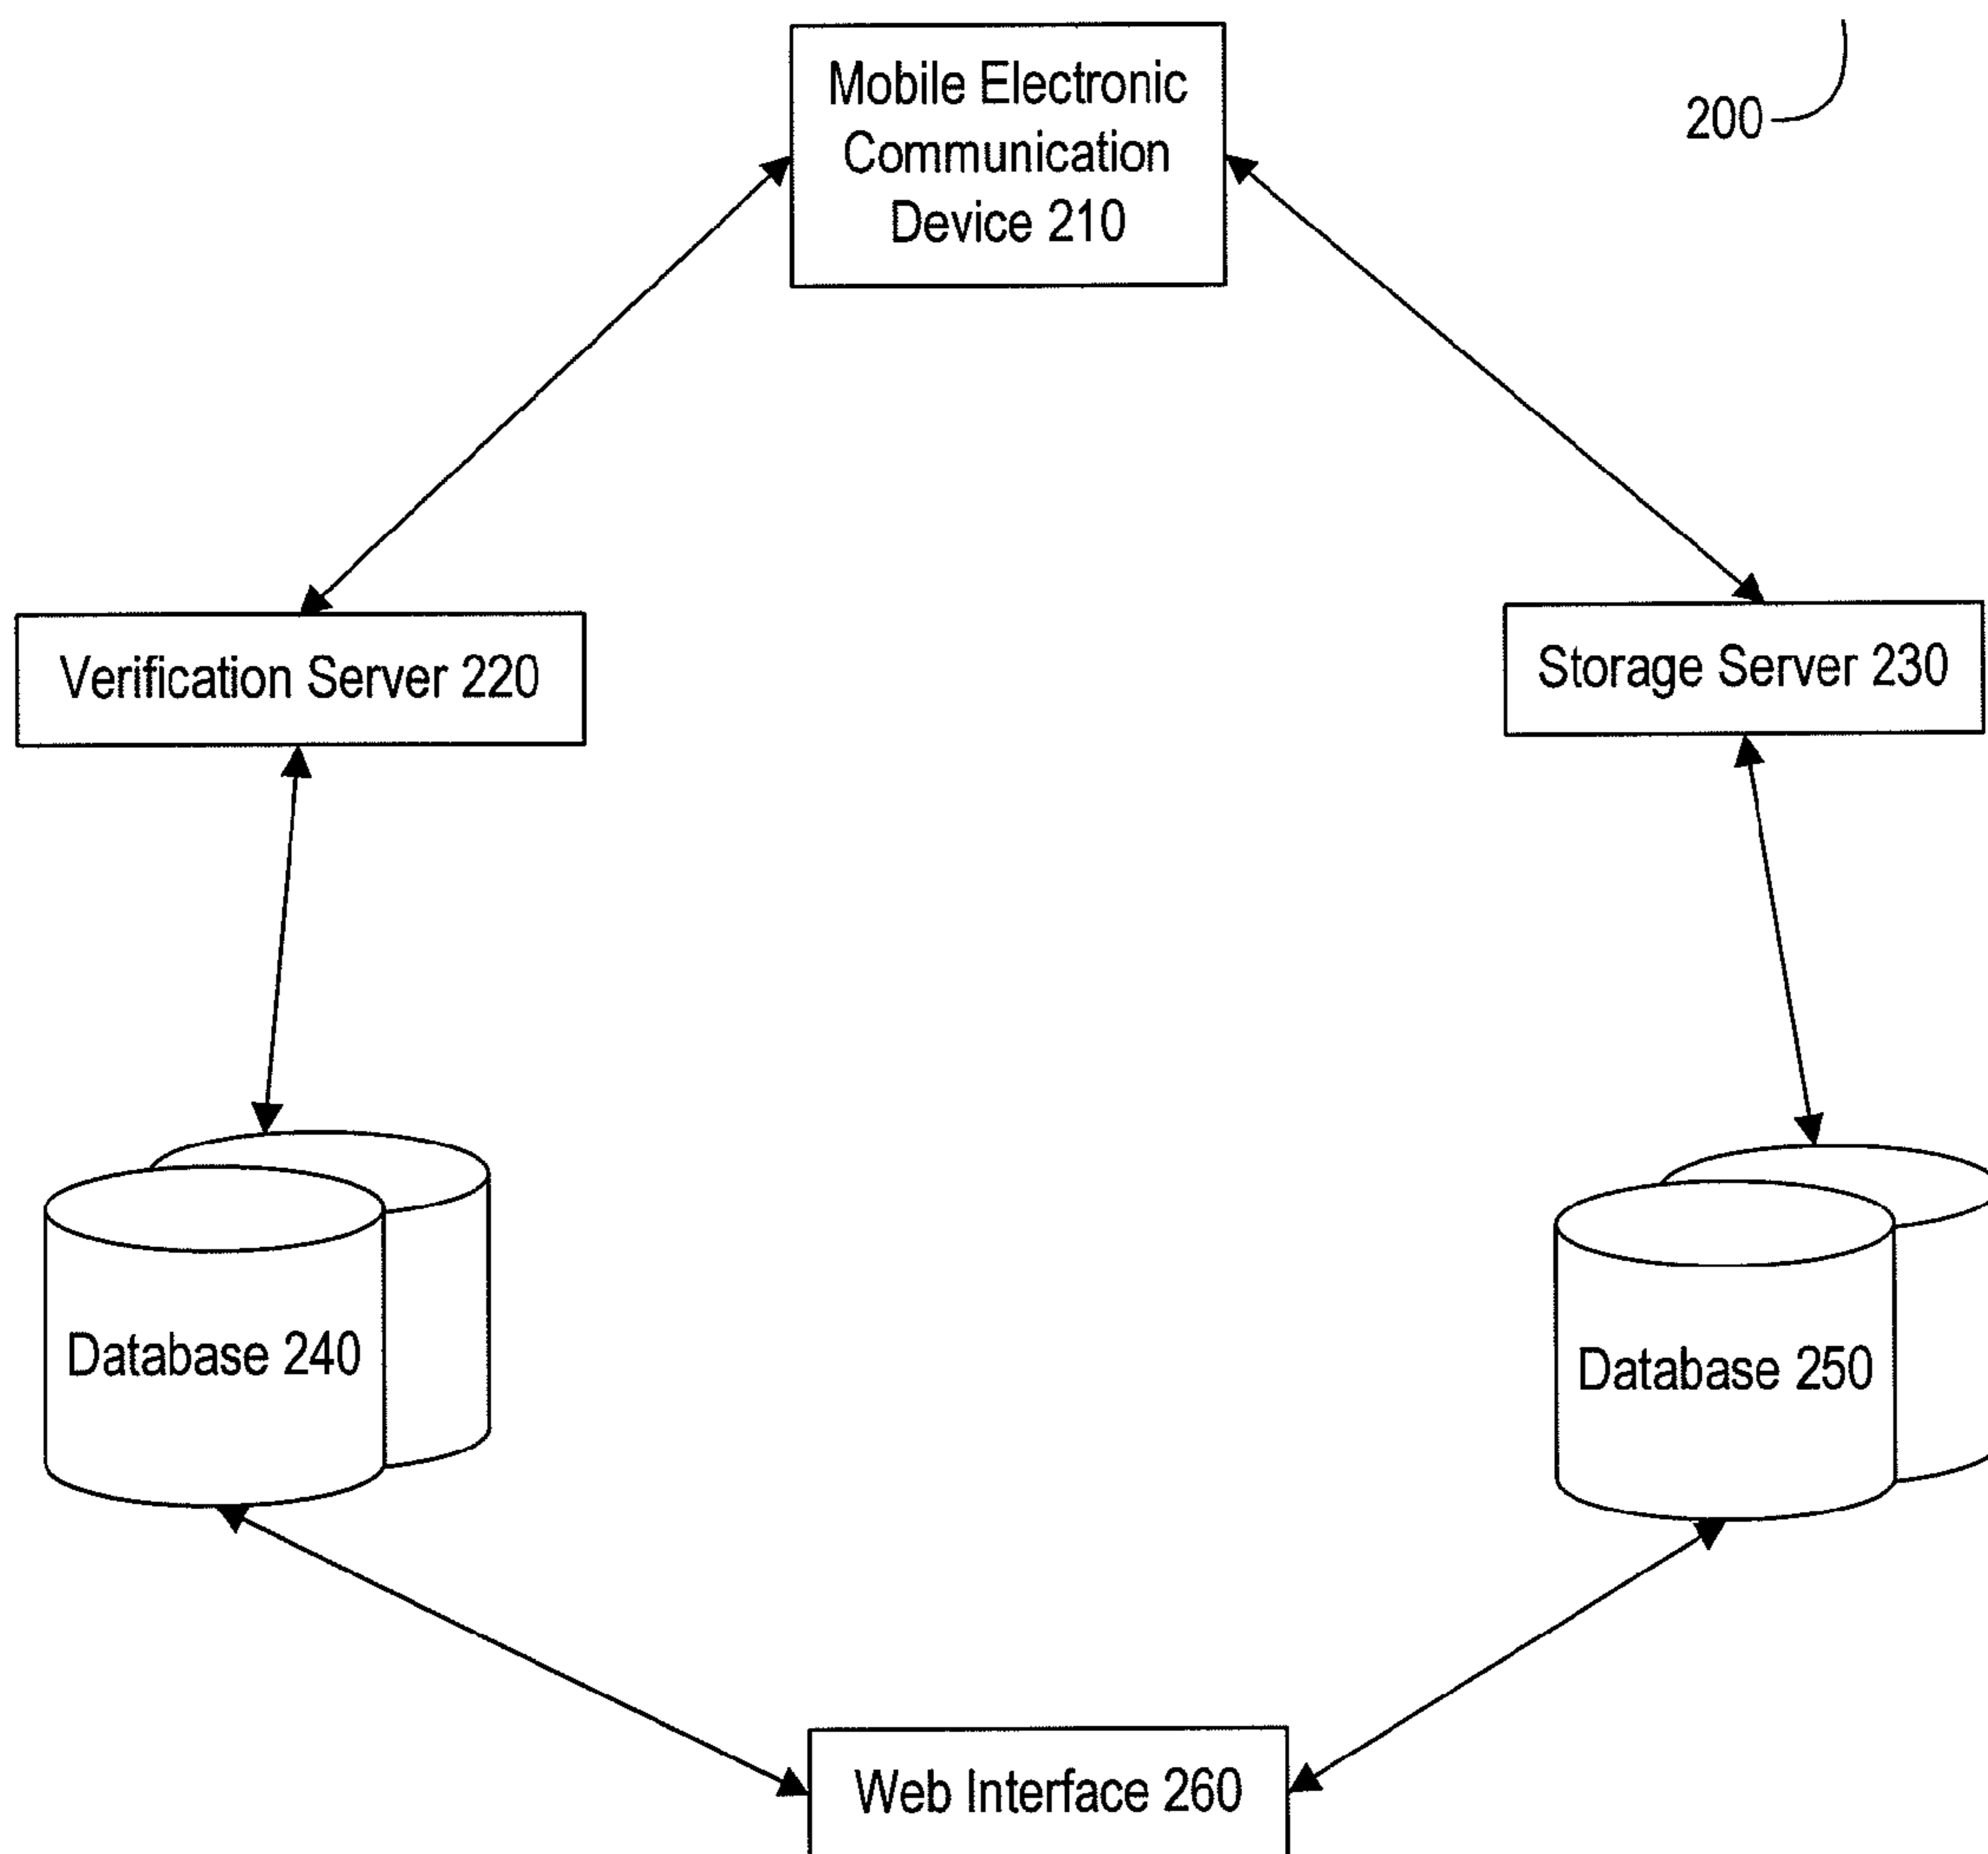 Mobile Electronic
Communication
Device 210
200
Verification Server 220
Storage Server 230
Database 240
Database 250
Web Interface 260